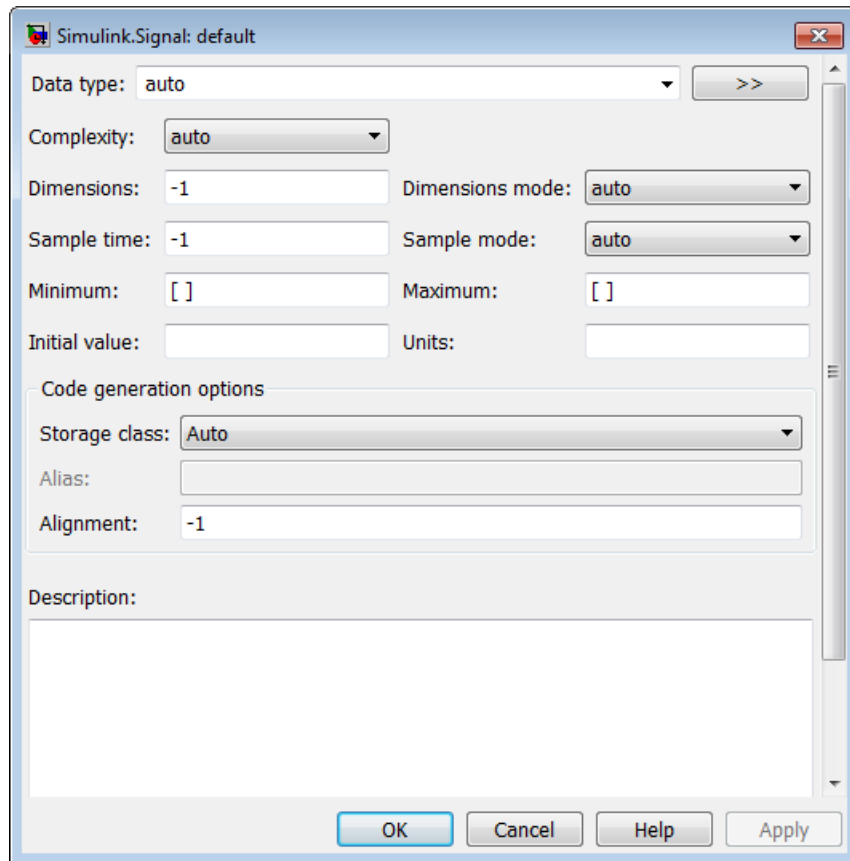 Simulink.Signal: default
Data type: auto >>
Complexity: auto
Dimensions: -1 Dimensions mode: auto
Sample time: -1 Sample mode: auto
Minimum: [ ] Maximum: [ ]
Initial value: Units:
Code generation options
Storage class: Auto
Alias:
Alignment: -1
Description:
OK Cancel Help Apply